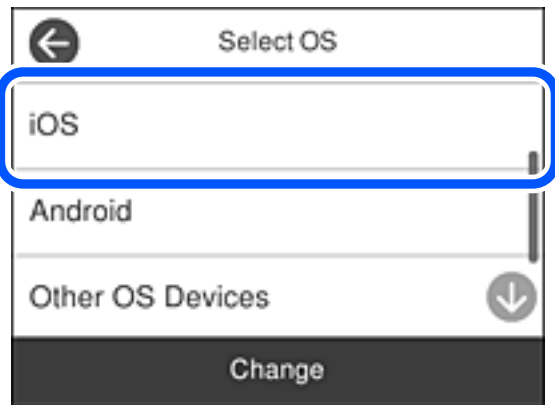 Select OS
iOS
Android
Other OS Devices
Change